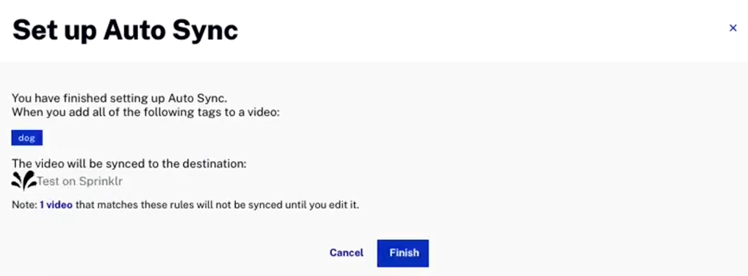 Set up Auto Sync
×
You have finished setting up Auto Sync.
When you add all of the following tags to a video:
dog
The video will be synced to the destination:
Test on Sprinklr
Note: 1 video that matches these rules will not be synced until you edit it.
Cancel Finish